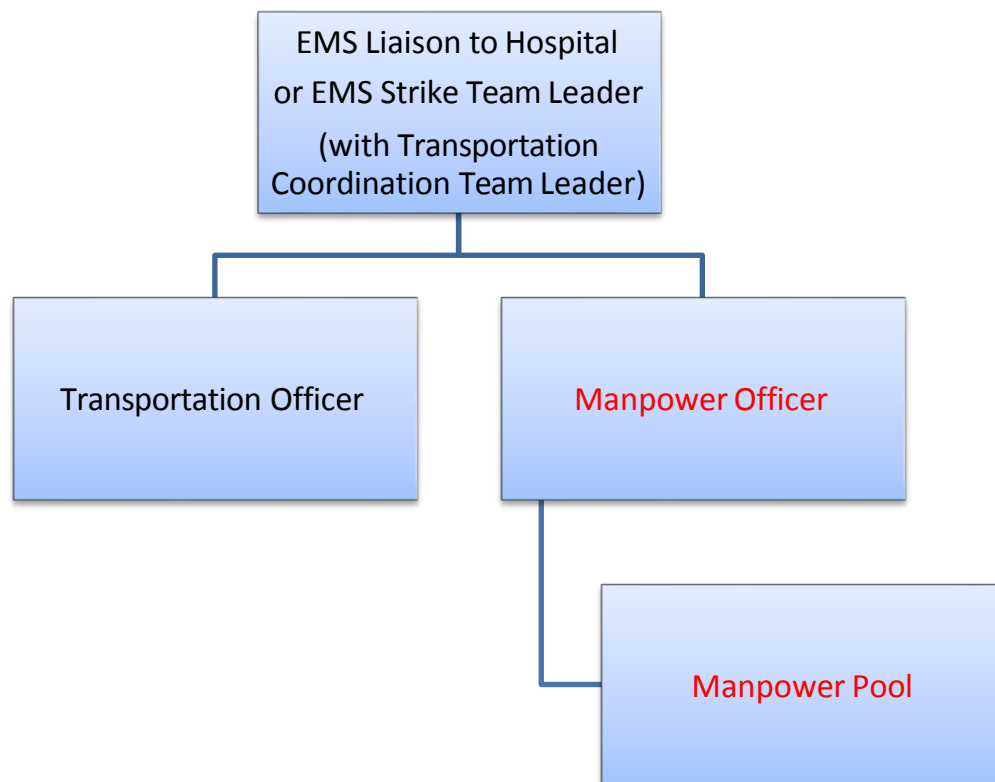 EMS Liaison to Hospital
or EMS Strike Team Leader
(with Transportation
Coordination Team Leader)
Transportation Officer
Manpower Officer
Manpower Pool